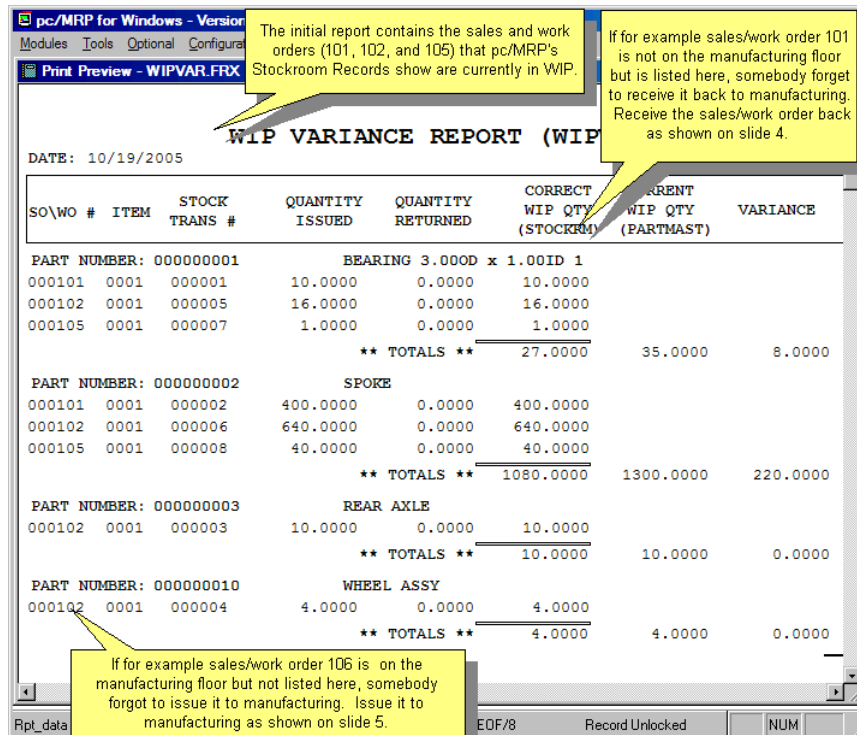 pc/MRP for Windows - Version
Modules Tools Optional Configurat
Print Preview - WIPVAR.FRX
The initial report contains the sales and work
orders (101, 102, and 105) that pc/MRP's
Stockroom Records show are currently in WIP.
If for example sales/work order 101
is not on the manufacturing floor
but is listed here, somebody forget
to receive it back to manufacturing.
Receive the sales/work order back
as shown on slide 4.
WIP VARIANCE REPORT (WIP
DATE: 10/19/2005
SO\WO # ITEM STOCK TRANS # QUANTITY ISSUED QUANTITY RETURNED CORRECT WIP QTY (STOCKRM) CURRENT WIP QTY (PARTMAST) VARIANCE
PART NUMBER: 000000001 BEARING 3.00OD x 1.00ID 1
000101 0001 000001 10.0000 0.0000 10.0000
000102 0001 000005 16.0000 0.0000 16.0000
000105 0001 000007 1.0000 0.0000 1.0000
** TOTALS ** 27.0000 35.0000 8.0000
PART NUMBER: 000000002 SPOKE
000101 0001 000002 400.0000 0.0000 400.0000
000102 0001 000006 640.0000 0.0000 640.0000
000105 0001 000008 40.0000 0.0000 40.0000
** TOTALS ** 1080.0000 1300.0000 220.0000
PART NUMBER: 000000003 REAR AXLE
000102 0001 000003 10.0000 0.0000 10.0000
** TOTALS ** 10.0000 10.0000 0.0000
PART NUMBER: 000000010 WHEEL ASSY
000102 0001 000004 4.0000 0.0000 4.0000
** TOTALS ** 4.0000 4.0000 0.0000
If for example sales/work order 106 is on the
manufacturing floor but not listed here, somebody
forgot to issue it to manufacturing. Issue it to
manufacturing as shown on slide 5.
Rpt_data EOF/8 Record Unlocked NUM